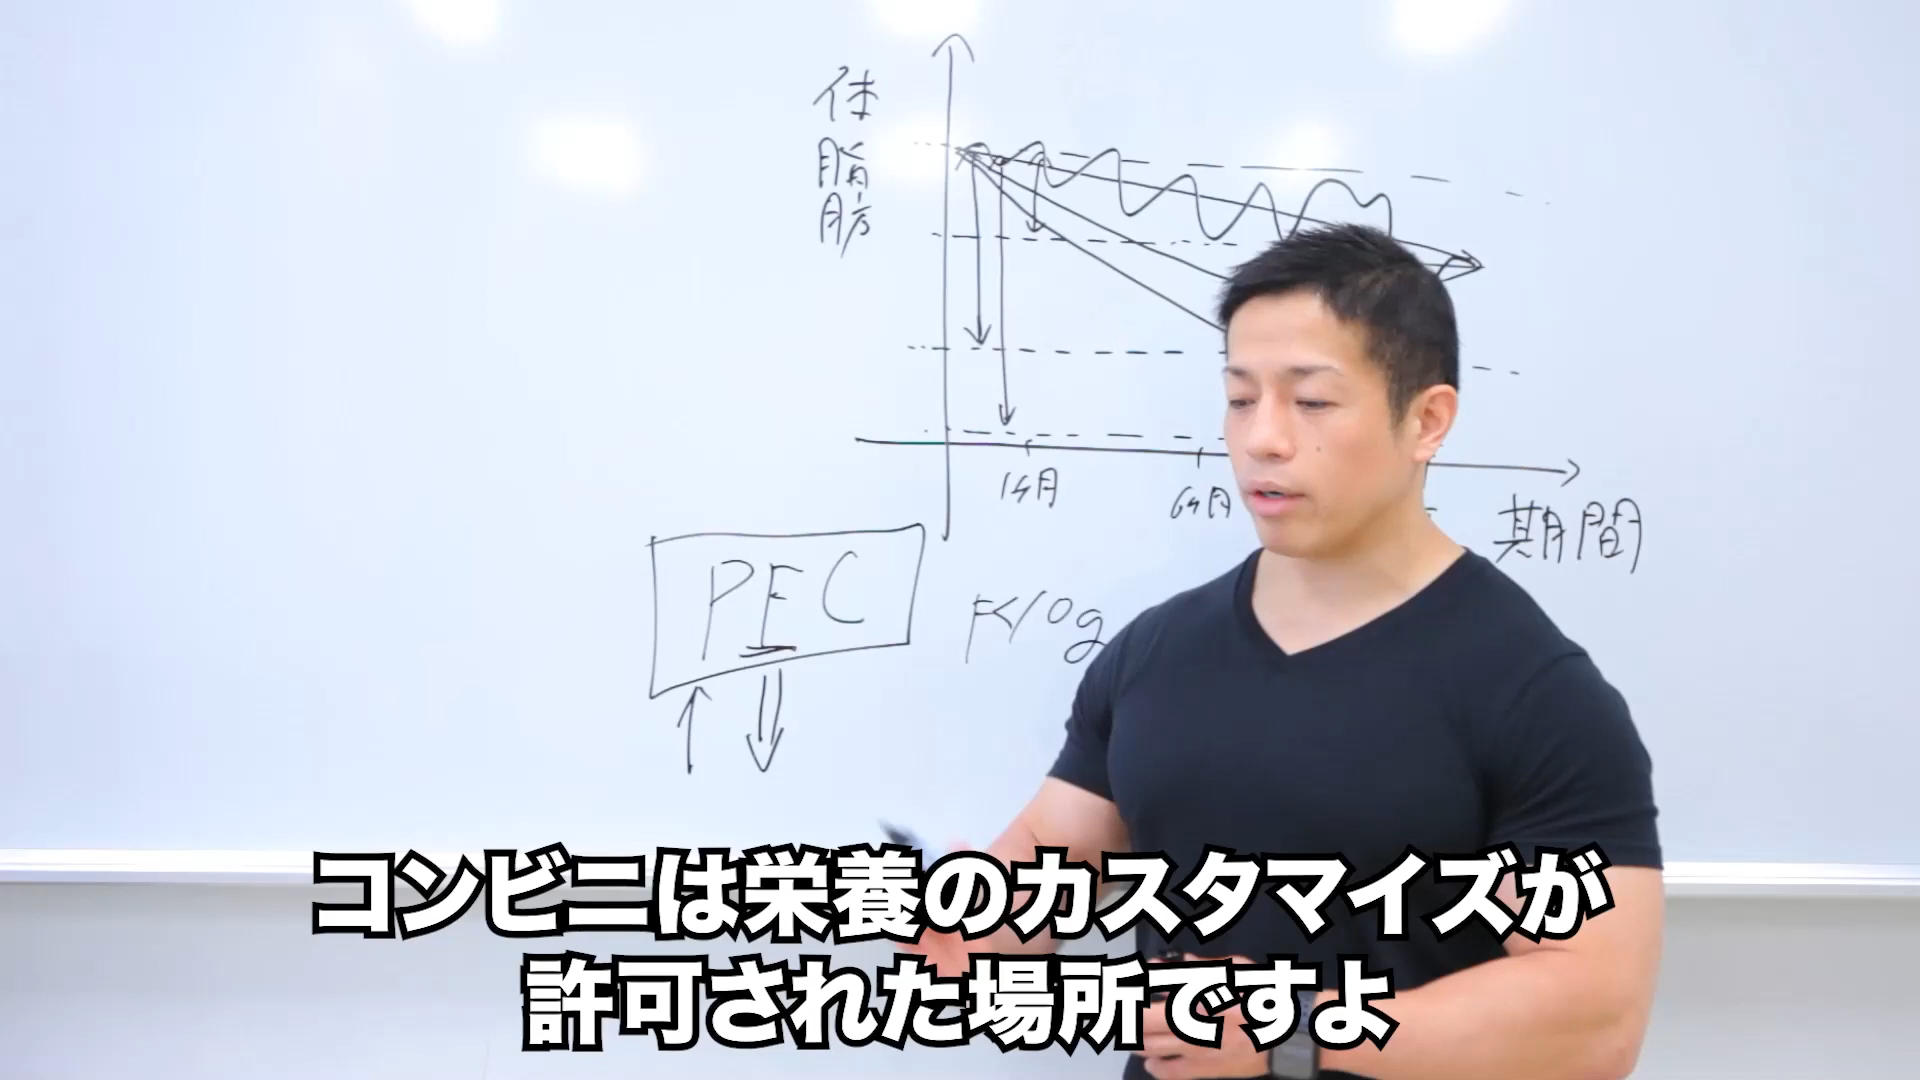 体脂肪
1ヶ月
6ヶ月
期間
PFC
F<10g
コンビニは栄養のカスタマイズが
許可された場所ですよ